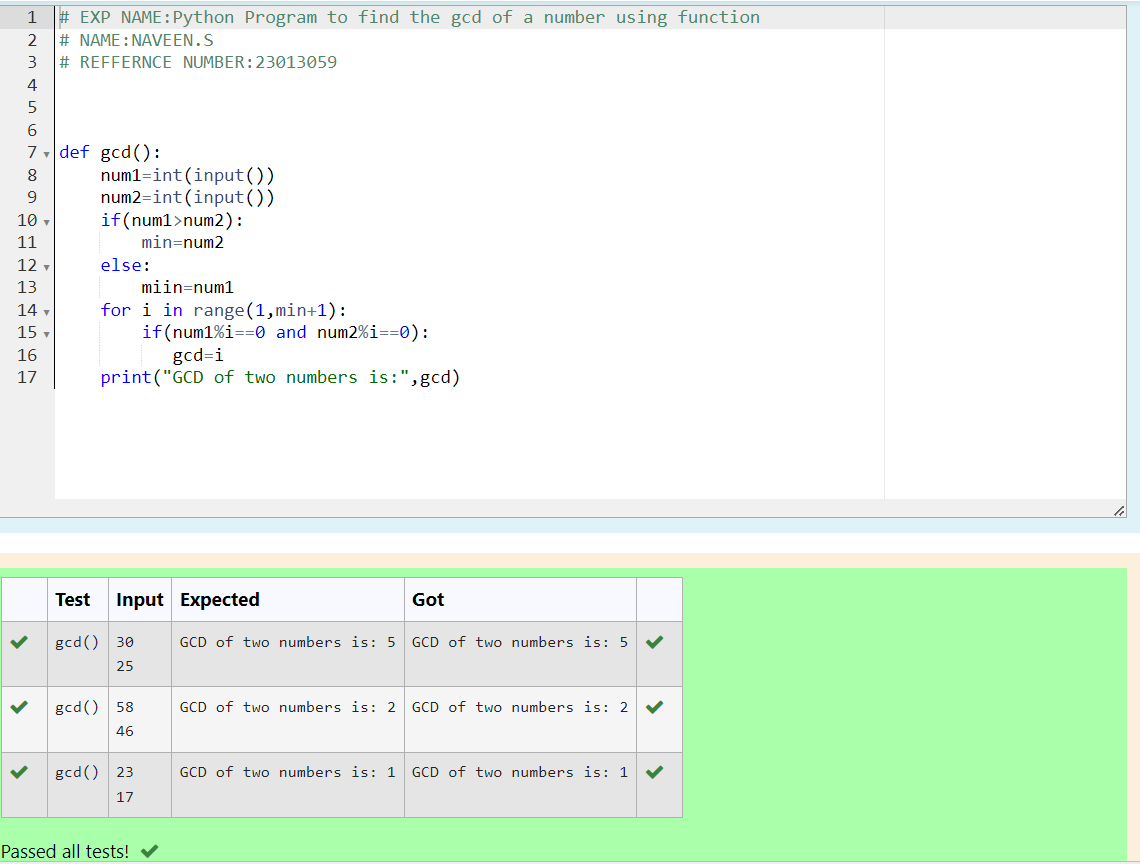 1 # EXP NAME:Python Program to find the gcd of a number using function
2 # NAME:NAVEEN.S
3 # REFFERNCE NUMBER:23013059
4
5
6
7 def gcd():
8     num1=int(input())
9     num2=int(input())
10     if(num1>num2):
11         min=num2
12     else:
13         miin=num1
14     for i in range(1,min+1):
15         if(num1%i==0 and num2%i==0):
16            gcd=i
17     print("GCD of two numbers is:",gcd)
Test Input Expected Got
gcd() 30 GCD of two numbers is: 5 GCD of two numbers is: 5
25
gcd() 58 GCD of two numbers is: 2 GCD of two numbers is: 2
46
gcd() 23 GCD of two numbers is: 1 GCD of two numbers is: 1
17
Passed all tests!